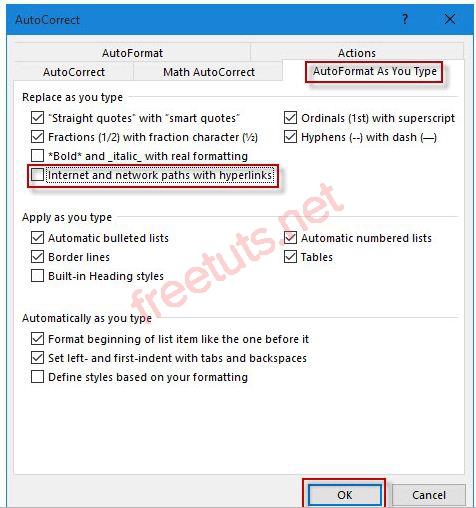 AutoCorrect
?
AutoFormat Actions
AutoCorrect Math AutoCorrect AutoFormat As You Type
Replace as you type
"Straight quotes" with “smart quotes” Ordinals (1st) with superscript
Fractions (1/2) with fraction character (½) Hyphens (--) with dash (—)
*Bold* and _italic_ with real formatting
Internet and network paths with hyperlinks
Apply as you type
Automatic bulleted lists Automatic numbered lists
Border lines Tables
Built-in Heading styles
freetuts.net
Automatically as you type
Format beginning of list item like the one before it
Set left- and first-indent with tabs and backspaces
Define styles based on your formatting
OK Cancel